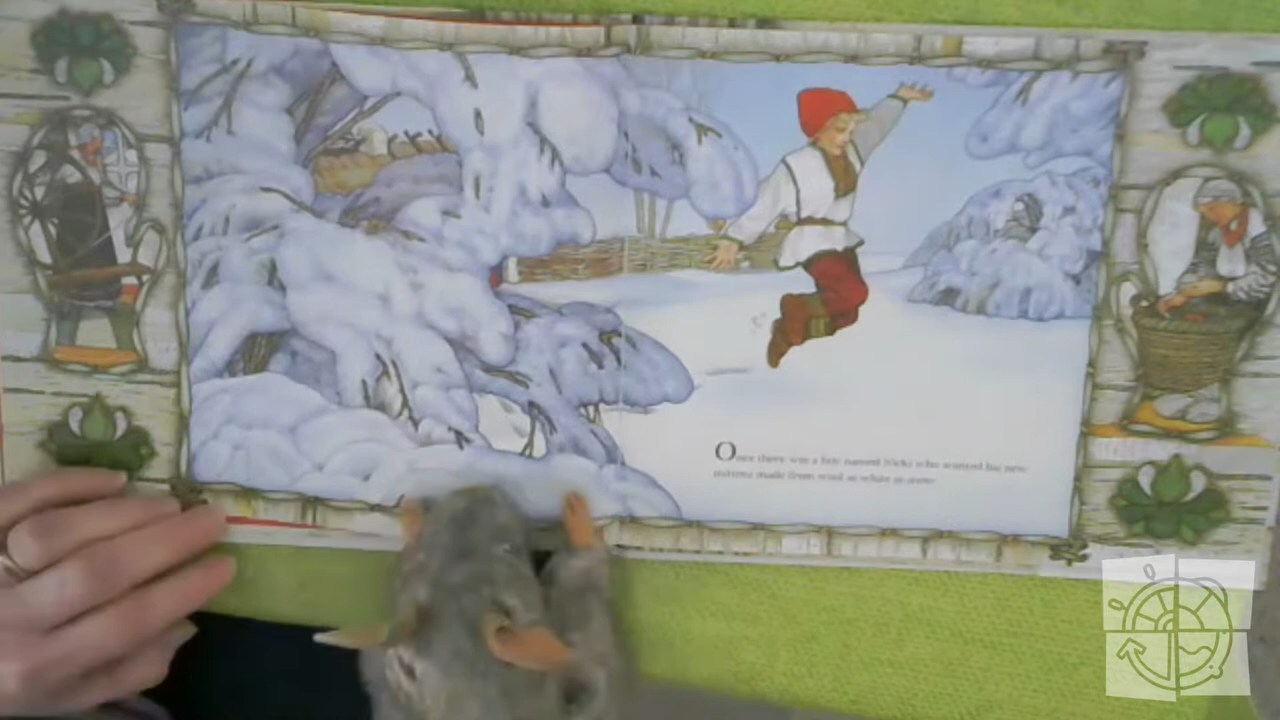 Once there was a boy named Nicki who wanted his new
mittens made from wool as white as snow.